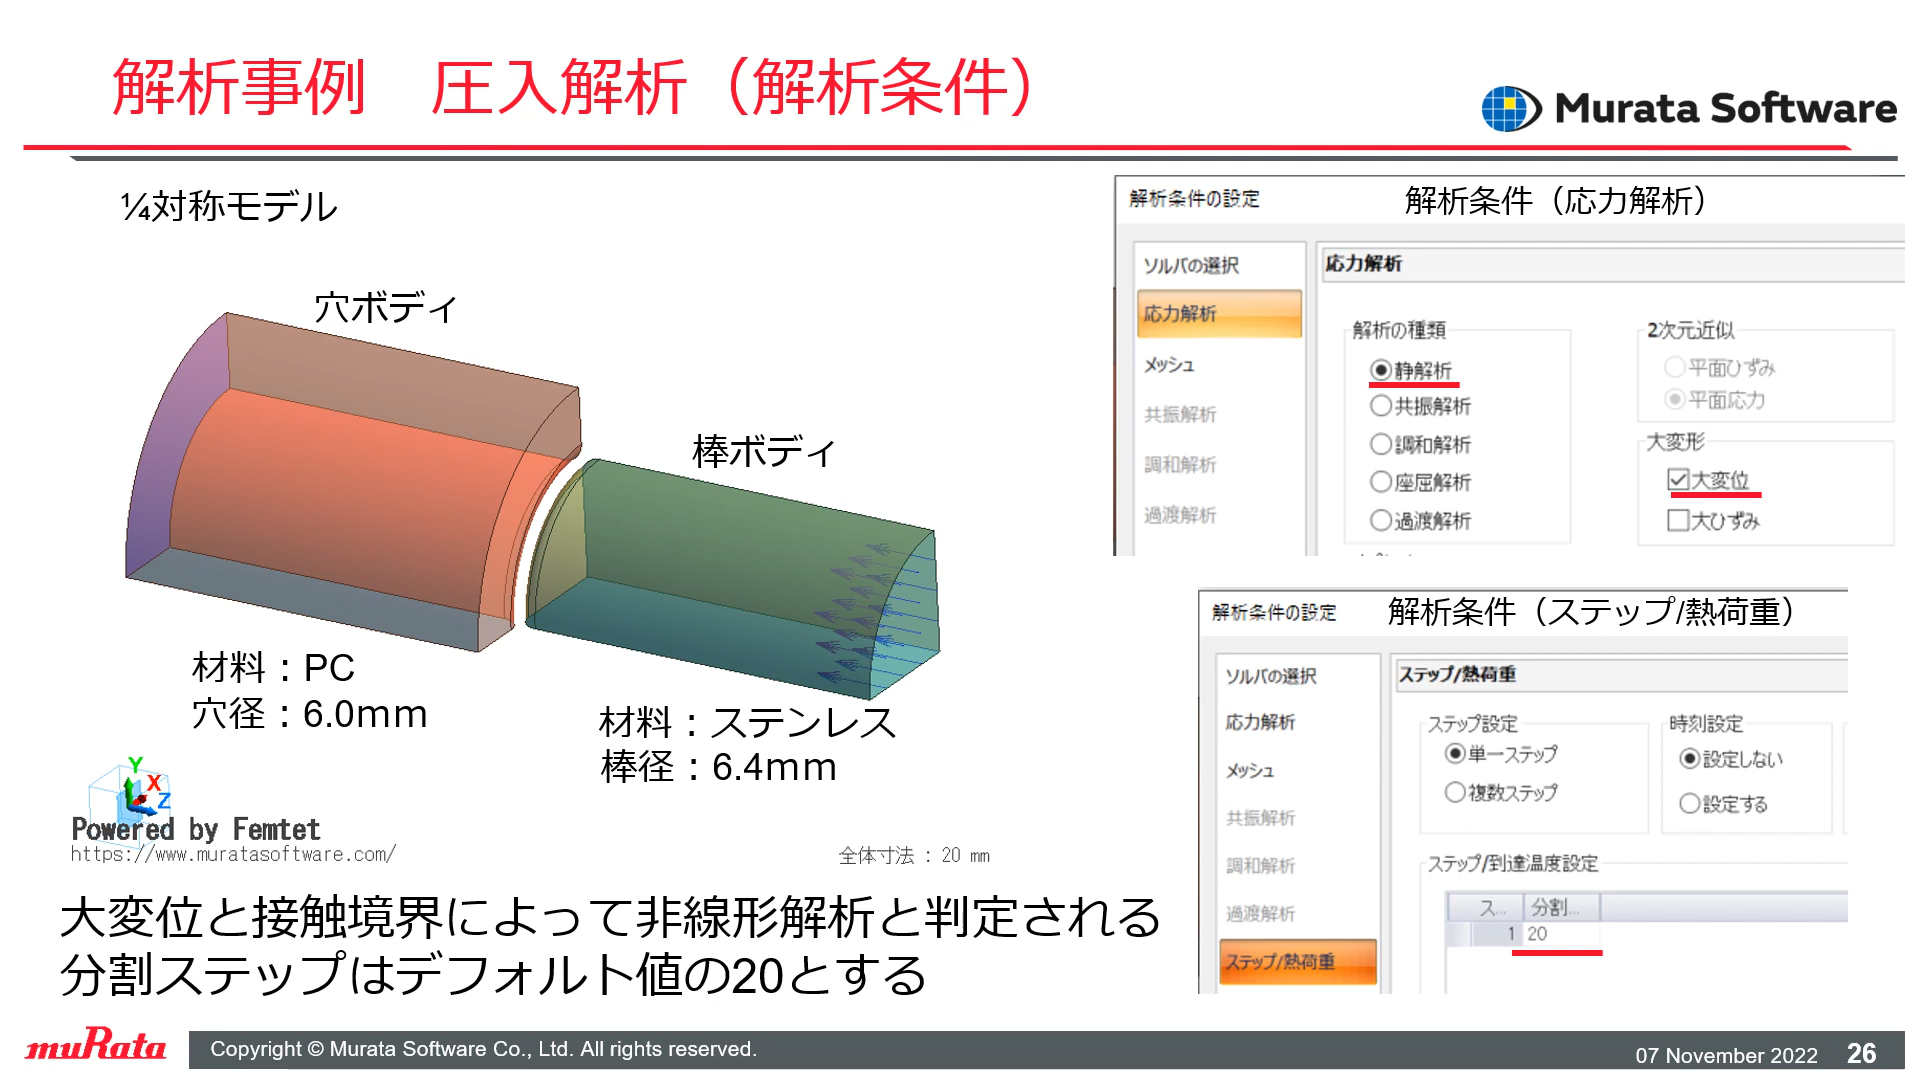 解析事例　圧入解析（解析条件）
Murata Software
¼対称モデル
穴ボディ
棒ボディ
材料：PC
穴径：6.0mm
材料：ステンレス
棒径：6.4mm
Y
X
Z
Powered by Femtet
https://www.muratasoftware.com/
全体寸法 : 20 mm
解析条件の設定
解析条件（応力解析）
ソルバの選択
応力解析
メッシュ
共振解析
調和解析
過渡解析
応力解析
解析の種類
静解析
共振解析
調和解析
座屈解析
過渡解析
2次元近似
平面ひずみ
平面応力
大変形
大変位
大ひずみ
解析条件の設定
解析条件（ステップ/熱荷重）
ソルバの選択
応力解析
メッシュ
共振解析
調和解析
過渡解析
ステップ/熱荷重
ステップ/熱荷重
ステップ設定
単一ステップ
複数ステップ
時刻設定
設定しない
設定する
ステップ/到達温度設定
ス... 分割...
1 20
大変位と接触境界によって非線形解析と判定される
分割ステップはデフォルト値の20とする
muRata
Copyright © Murata Software Co., Ltd. All rights reserved.
07 November 2022 26